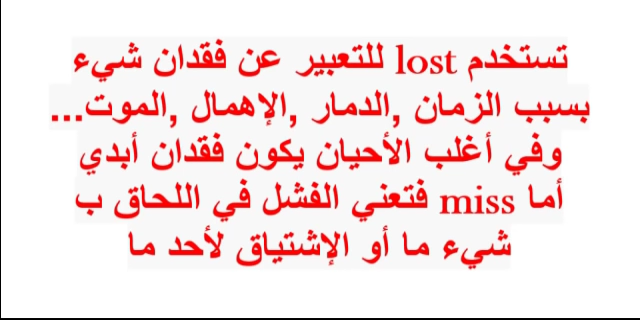 تستخدم lost للتعبير عن فقدان شيء
بسبب الزمان ,الدمار ,الإهمال ,الموت...
وفي أغلب الأحيان يكون فقدان أبدي
أما miss فتعني الفشل في اللحاق ب
شيء ما أو الإشتياق لأحد ما